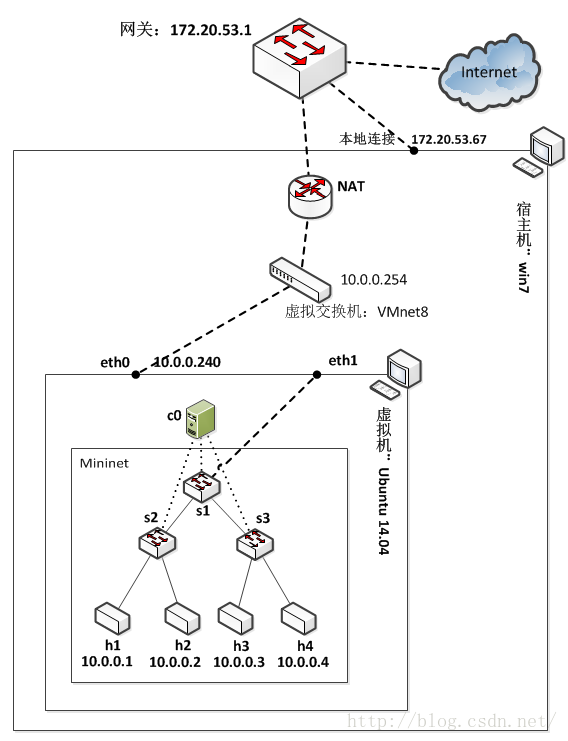 网关：172.20.53.1
Internet
本地连接 172.20.53.67
NAT
宿主机：win7
10.0.0.254
虚拟交换机：VMnet8
eth0 10.0.0.240 eth1
虚拟机：Ubuntu 14.04
c0
Mininet
s1
s2 s3
h1 h2 h3 h4
10.0.0.1 10.0.0.2 10.0.0.3 10.0.0.4
http://blog.csdn.net/